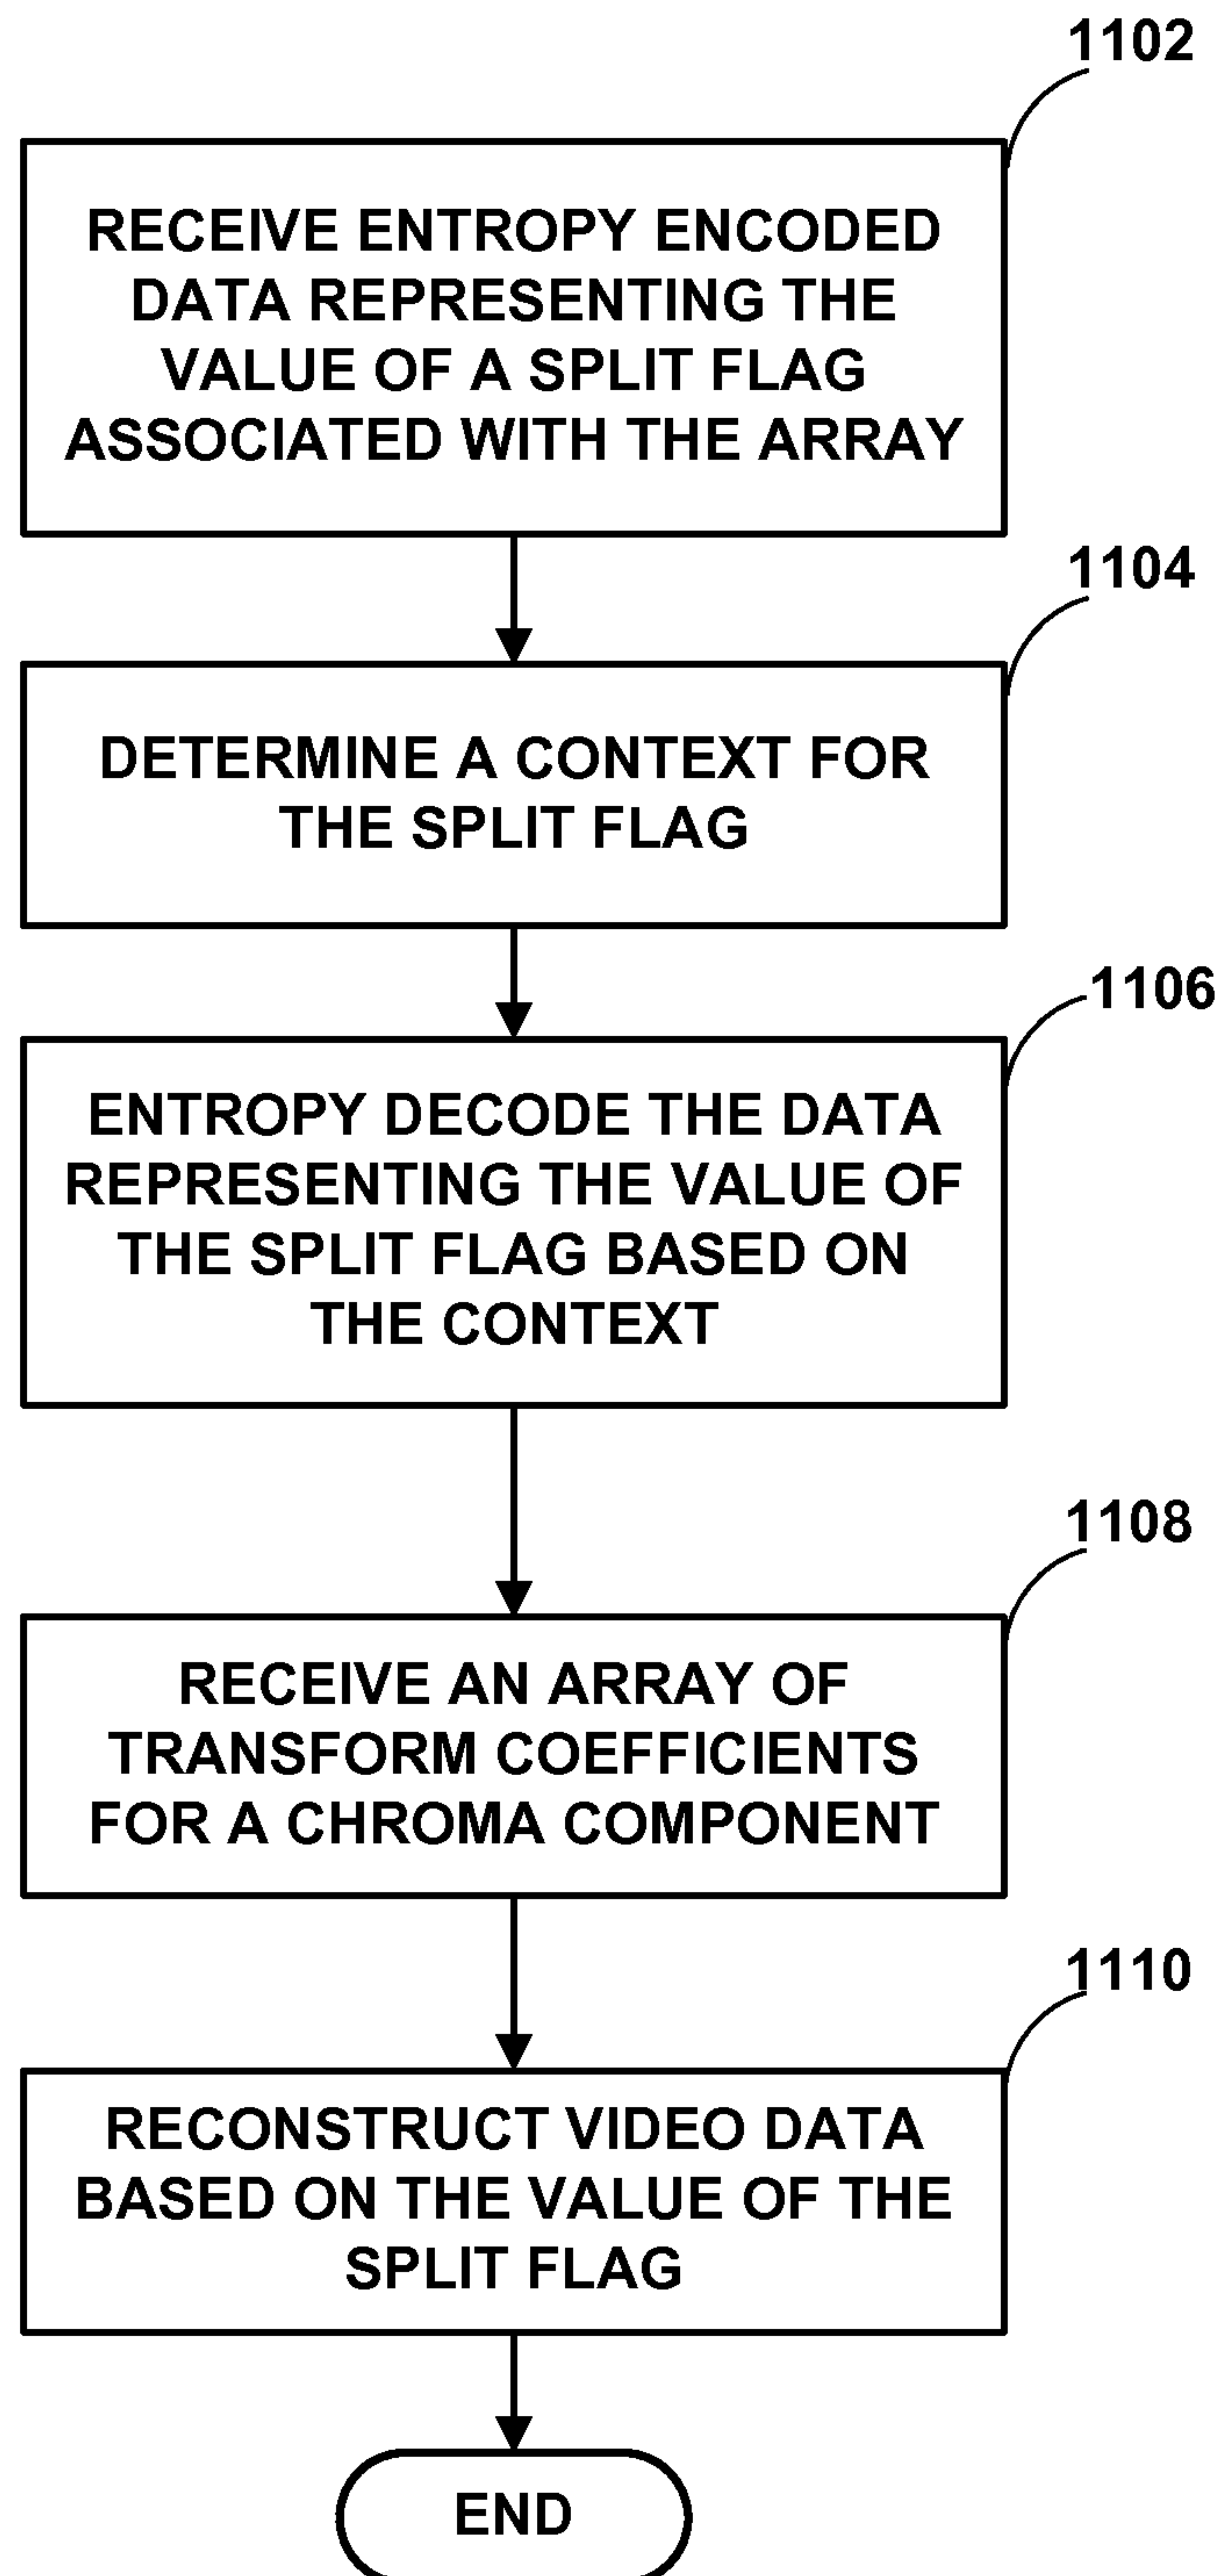 1102
RECEIVE ENTROPY ENCODED
DATA REPRESENTING THE
VALUE OF A SPLIT FLAG
ASSOCIATED WITH THE ARRAY
1104
DETERMINE A CONTEXT FOR
THE SPLIT FLAG
1106
ENTROPY DECODE THE DATA
REPRESENTING THE VALUE OF
THE SPLIT FLAG BASED ON
THE CONTEXT
1108
RECEIVE AN ARRAY OF
TRANSFORM COEFFICIENTS
FOR A CHROMA COMPONENT
1110
RECONSTRUCT VIDEO DATA
BASED ON THE VALUE OF THE
SPLIT FLAG
END